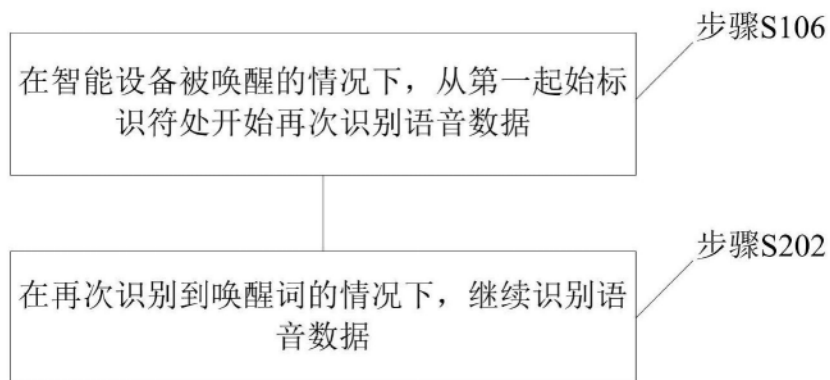 步骤S106
在智能设备被唤醒的情况下，从第一起始标
识符处开始再次识别语音数据
步骤S202
在再次识别到唤醒词的情况下，继续识别语
音数据